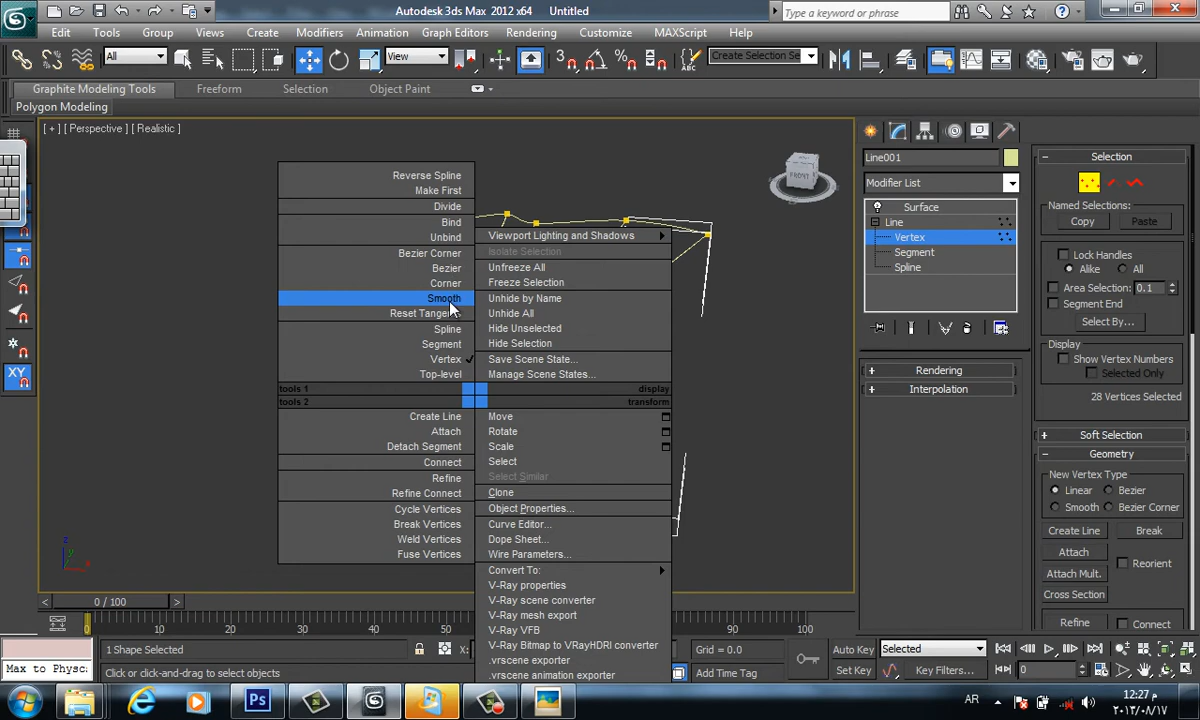 Autodesk 3ds Max 2012 x64 Untitled
Type a keyword or phrase
Edit Tools Group Views Create Modifiers Animation Graph Editors Rendering Customize MAXScript Help
All
View
3
Create Selection Se
Graphite Modeling Tools Freeform Selection Object Paint
Polygon Modeling
[ + ] [ Perspective ] [ Realistic ]
FRONT
Reverse Spline
Make First
Divide
Bind
Unbind
Bezier Corner
Bezier
Corner
Smooth
Reset Tangents
Spline
Segment
Vertex
Top-level
tools 1
tools 2
Create Line
Attach
Detach Segment
Connect
Refine
Refine Connect
Cycle Vertices
Break Vertices
Weld Vertices
Fuse Vertices
Viewport Lighting and Shadows
Isolate Selection
Unfreeze All
Freeze Selection
Unhide by Name
Unhide All
Hide Unselected
Hide Selection
Save Scene State...
Manage Scene States...
display
transform
Move
Rotate
Scale
Select
Select Similar
Clone
Object Properties...
Curve Editor...
Dope Sheet...
Wire Parameters...
Convert To:
V-Ray properties
V-Ray scene converter
V-Ray mesh export
V-Ray VFB
V-Ray Bitmap to VRayHDRI converter
.vrscene exporter
.vrscene animation exporter
XY
z
y
x
Line001
Modifier List
Surface
Line
Vertex
Segment
Spline
Rendering
Interpolation
Selection
Named Selections:
Copy Paste
Lock Handles
Alike All
Area Selection: 0.1
Segment End
Select By...
Display
Show Vertex Numbers
Selected Only
28 Vertices Selected
Soft Selection
Geometry
New Vertex Type
Linear Bezier
Smooth Bezier Corner
Create Line Break
Attach Reorient
Attach Mult.
Cross Section
Refine Connect
0 / 100
10 20 30 40 90 100
1 Shape Selected
X:
Grid = 0.0
Auto Key Selected
Max to Physc
Click or click-and-drag to select objects
Add Time Tag
Set Key Key Filters...
0
Ps
AR
12:27 م
٢٠١٣/٠٨/١٧